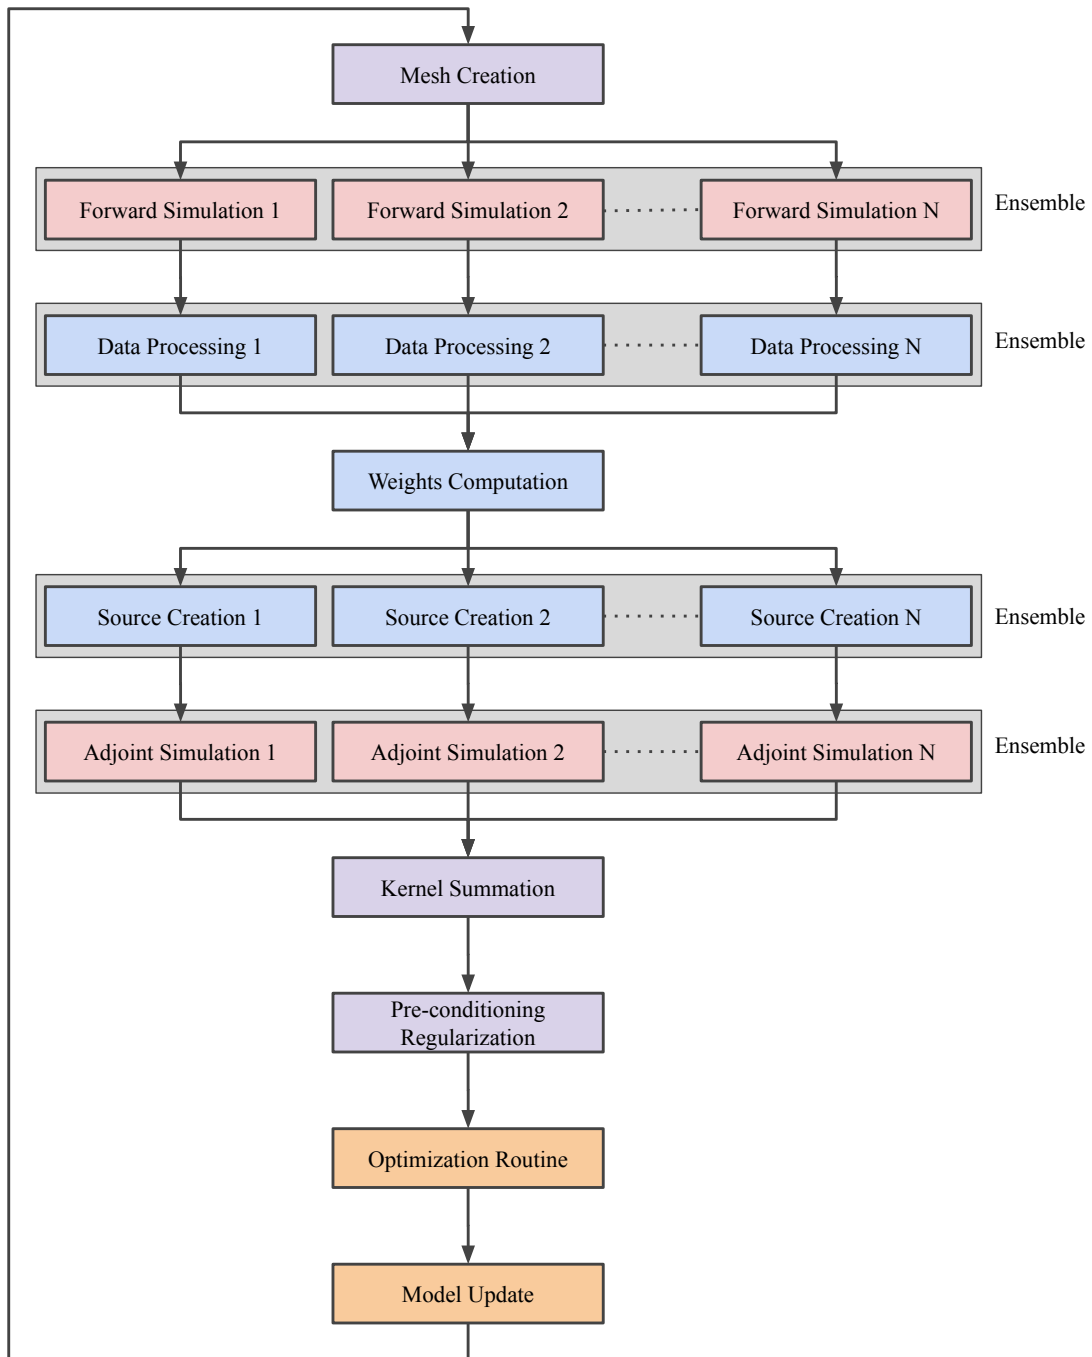 Mesh Creation
Forward Simulation 1
Forward Simulation 2
Forward Simulation N
Ensemble
Data Processing 1
Data Processing 2
Data Processing N
Ensemble
Weights Computation
Source Creation 1
Source Creation 2
Source Creation N
Ensemble
Adjoint Simulation 1
Adjoint Simulation 2
Adjoint Simulation N
Ensemble
Kernel Summation
Pre-conditioning
Regularization
Optimization Routine
Model Update